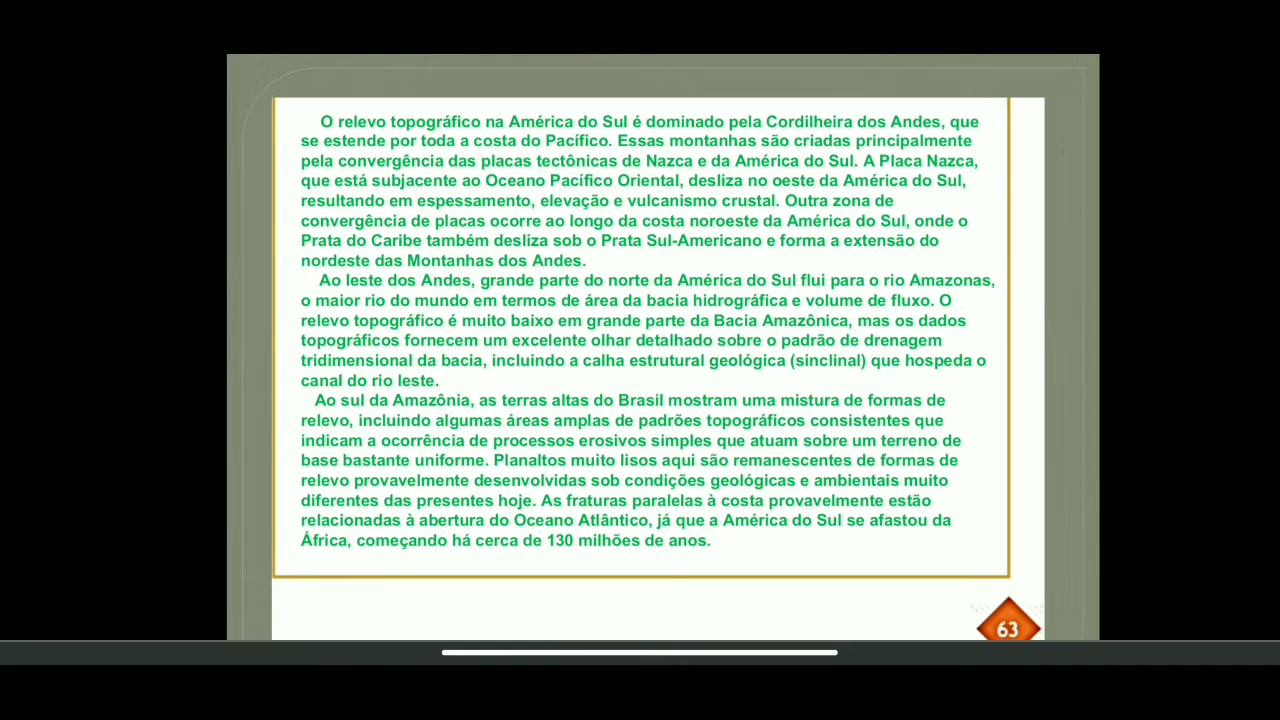 O relevo topográfico na América do Sul é dominado pela Cordilheira dos Andes, que
se estende por toda a costa do Pacífico. Essas montanhas são criadas principalmente
pela convergência das placas tectônicas de Nazca e da América do Sul. A Placa Nazca,
que está subjacente ao Oceano Pacífico Oriental, desliza no oeste da América do Sul,
resultando em espessamento, elevação e vulcanismo crustal. Outra zona de
convergência de placas ocorre ao longo da costa noroeste da América do Sul, onde o
Prata do Caribe também desliza sob o Prata Sul-Americano e forma a extensão do
nordeste das Montanhas dos Andes.
Ao leste dos Andes, grande parte do norte da América do Sul flui para o rio Amazonas,
o maior rio do mundo em termos de área da bacia hidrográfica e volume de fluxo. O
relevo topográfico é muito baixo em grande parte da Bacia Amazônica, mas os dados
topográficos fornecem um excelente olhar detalhado sobre o padrão de drenagem
tridimensional da bacia, incluindo a calha estrutural geológica (sinclinal) que hospeda o
canal do rio leste.
Ao sul da Amazônia, as terras altas do Brasil mostram uma mistura de formas de
relevo, incluindo algumas áreas amplas de padrões topográficos consistentes que
indicam a ocorrência de processos erosivos simples que atuam sobre um terreno de
base bastante uniforme. Planaltos muito lisos aqui são remanescentes de formas de
relevo provavelmente desenvolvidas sob condições geológicas e ambientais muito
diferentes das presentes hoje. As fraturas paralelas à costa provavelmente estão
relacionadas à abertura do Oceano Atlântico, já que a América do Sul se afastou da
África, começando há cerca de 130 milhões de anos.
63